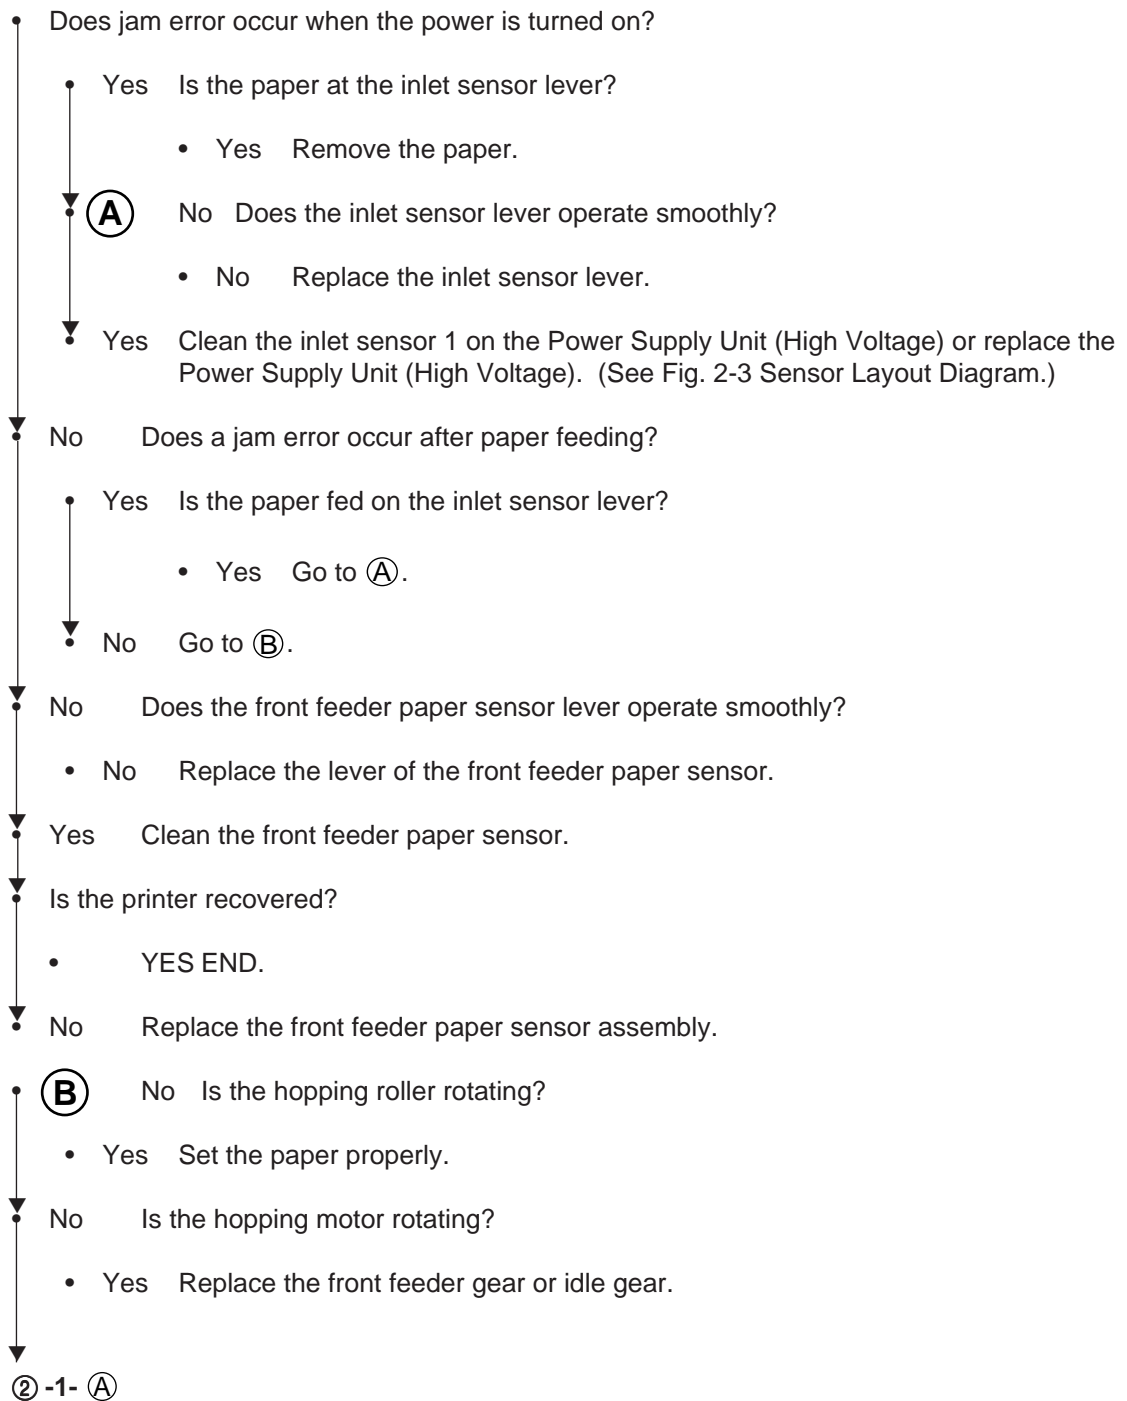 • Does jam error occur when the power is turned on?
• Yes Is the paper at the inlet sensor lever?
• Yes Remove the paper.
• Ⓐ No Does the inlet sensor lever operate smoothly?
• No Replace the inlet sensor lever.
• Yes Clean the inlet sensor 1 on the Power Supply Unit (High Voltage) or replace the
Power Supply Unit (High Voltage). (See Fig. 2-3 Sensor Layout Diagram.)
• No Does a jam error occur after paper feeding?
• Yes Is the paper fed on the inlet sensor lever?
• Yes Go to Ⓐ.
• No Go to Ⓑ.
• No Does the front feeder paper sensor lever operate smoothly?
• No Replace the lever of the front feeder paper sensor.
• Yes Clean the front feeder paper sensor.
• Is the printer recovered?
• YES END.
• No Replace the front feeder paper sensor assembly.
• Ⓑ No Is the hopping roller rotating?
• Yes Set the paper properly.
• No Is the hopping motor rotating?
• Yes Replace the front feeder gear or idle gear.
② -1- Ⓐ